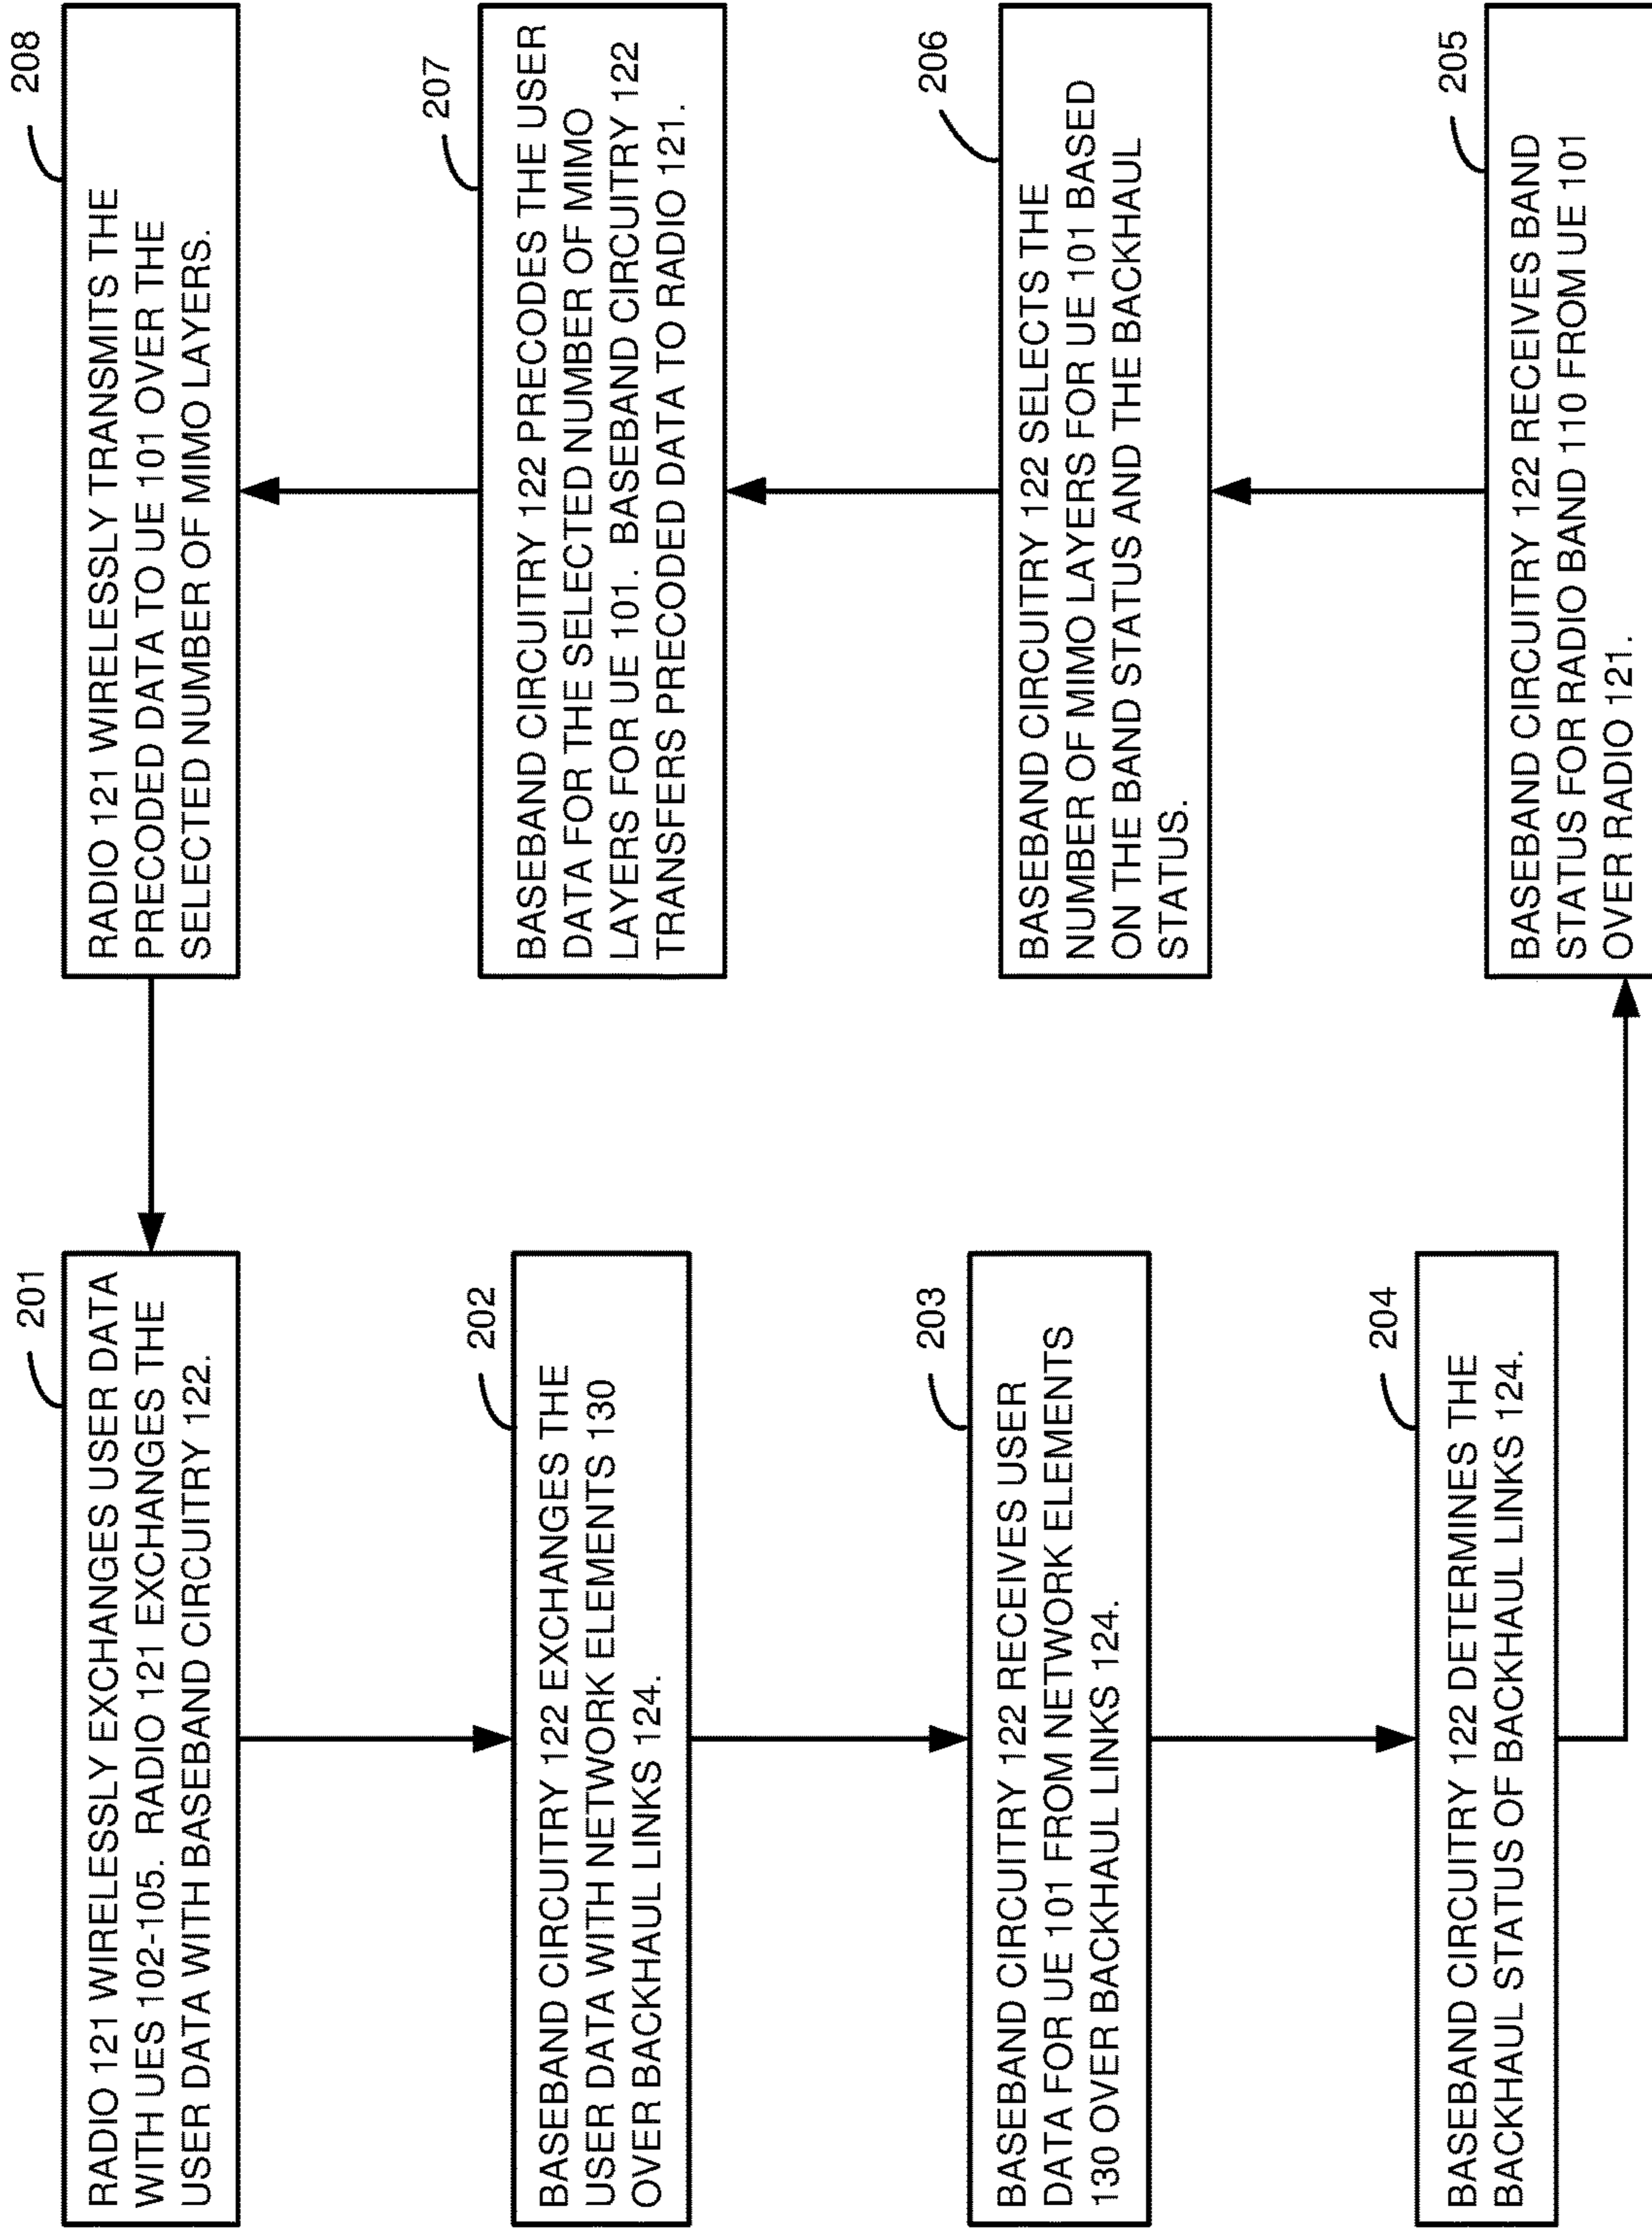 201
RADIO 121 WIRELESSLY EXCHANGES USER DATA
WITH UES 102-105. RADIO 121 EXCHANGES THE
USER DATA WITH BASEBAND CIRCUITRY 122.
202
BASEBAND CIRCUITRY 122 EXCHANGES THE
USER DATA WITH NETWORK ELEMENTS 130
OVER BACKHAUL LINKS 124.
203
BASEBAND CIRCUITRY 122 RECEIVES USER
DATA FOR UE 101 FROM NETWORK ELEMENTS
130 OVER BACKHAUL LINKS 124.
204
BASEBAND CIRCUITRY 122 DETERMINES THE
BACKHAUL STATUS OF BACKHAUL LINKS 124.
205
BASEBAND CIRCUITRY 122 RECEIVES BAND
STATUS FOR RADIO BAND 110 FROM UE 101
OVER RADIO 121.
206
BASEBAND CIRCUITRY 122 SELECTS THE
NUMBER OF MIMO LAYERS FOR UE 101 BASED
ON THE BAND STATUS AND THE BACKHAUL
STATUS.
207
BASEBAND CIRCUITRY 122 PRECODES THE USER
DATA FOR THE SELECTED NUMBER OF MIMO
LAYERS FOR UE 101. BASEBAND CIRCUITRY 122
TRANSFERS PRECODED DATA TO RADIO 121.
208
RADIO 121 WIRELESSLY TRANSMITS THE
PRECODED DATA TO UE 101 OVER THE
SELECTED NUMBER OF MIMO LAYERS.